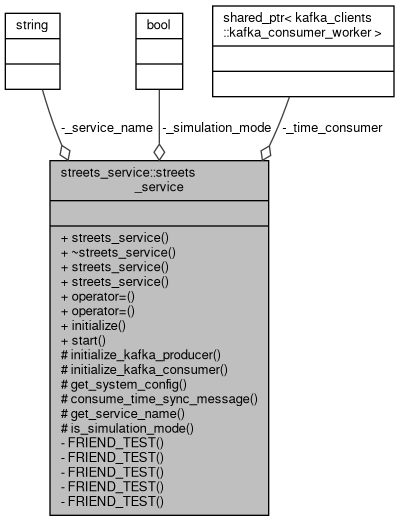 string
bool
shared_ptr< kafka_clients
::kafka_consumer_worker >
-_service_name
-_simulation_mode
-_time_consumer
streets_service::streets
_service
+ streets_service()
+ ~streets_service()
+ streets_service()
+ streets_service()
+ operator=()
+ operator=()
+ initialize()
+ start()
# initialize_kafka_producer()
# initialize_kafka_consumer()
# get_system_config()
# consume_time_sync_message()
# get_service_name()
# is_simulation_mode()
- FRIEND_TEST()
- FRIEND_TEST()
- FRIEND_TEST()
- FRIEND_TEST()
- FRIEND_TEST()